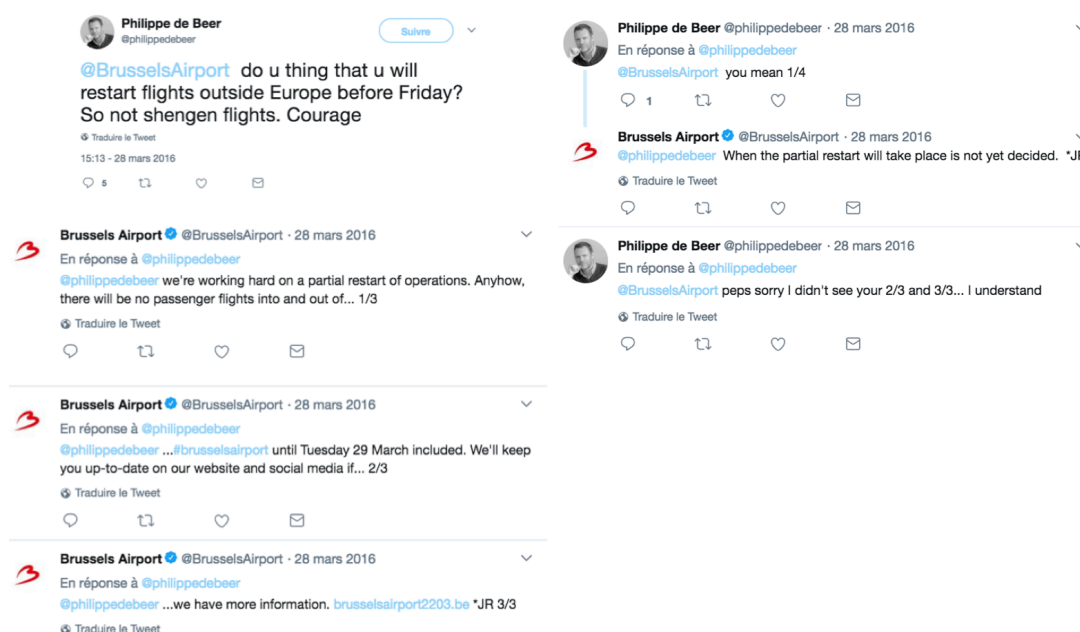 Philippe de Beer
@philippedebeer
Suivre
@BrusselsAirport do u thing that u will
restart flights outside Europe before Friday?
So not shengen flights. Courage
Traduire le Tweet
15:13 - 28 mars 2016
5
Brussels Airport @BrusselsAirport · 28 mars 2016
En réponse à @philippedebeer
@philippedebeer we're working hard on a partial restart of operations. Anyhow,
there will be no passenger flights into and out of... 1/3
Traduire le Tweet
Brussels Airport @BrusselsAirport · 28 mars 2016
En réponse à @philippedebeer
@philippedebeer ...#brusselsairport until Tuesday 29 March included. We'll keep
you up-to-date on our website and social media if... 2/3
Traduire le Tweet
Brussels Airport @BrusselsAirport · 28 mars 2016
En réponse à @philippedebeer
@philippedebeer ...we have more information. brusselsairport2203.be *JR 3/3
Traduire le Tweet
Philippe de Beer @philippedebeer · 28 mars 2016
En réponse à @philippedebeer
@BrusselsAirport you mean 1/4
1
Brussels Airport @BrusselsAirport · 28 mars 2016
@philippedebeer When the partial restart will take place is not yet decided. *JR
Traduire le Tweet
Philippe de Beer @philippedebeer · 28 mars 2016
En réponse à @philippedebeer
@BrusselsAirport peps sorry I didn't see your 2/3 and 3/3... I understand
Traduire le Tweet